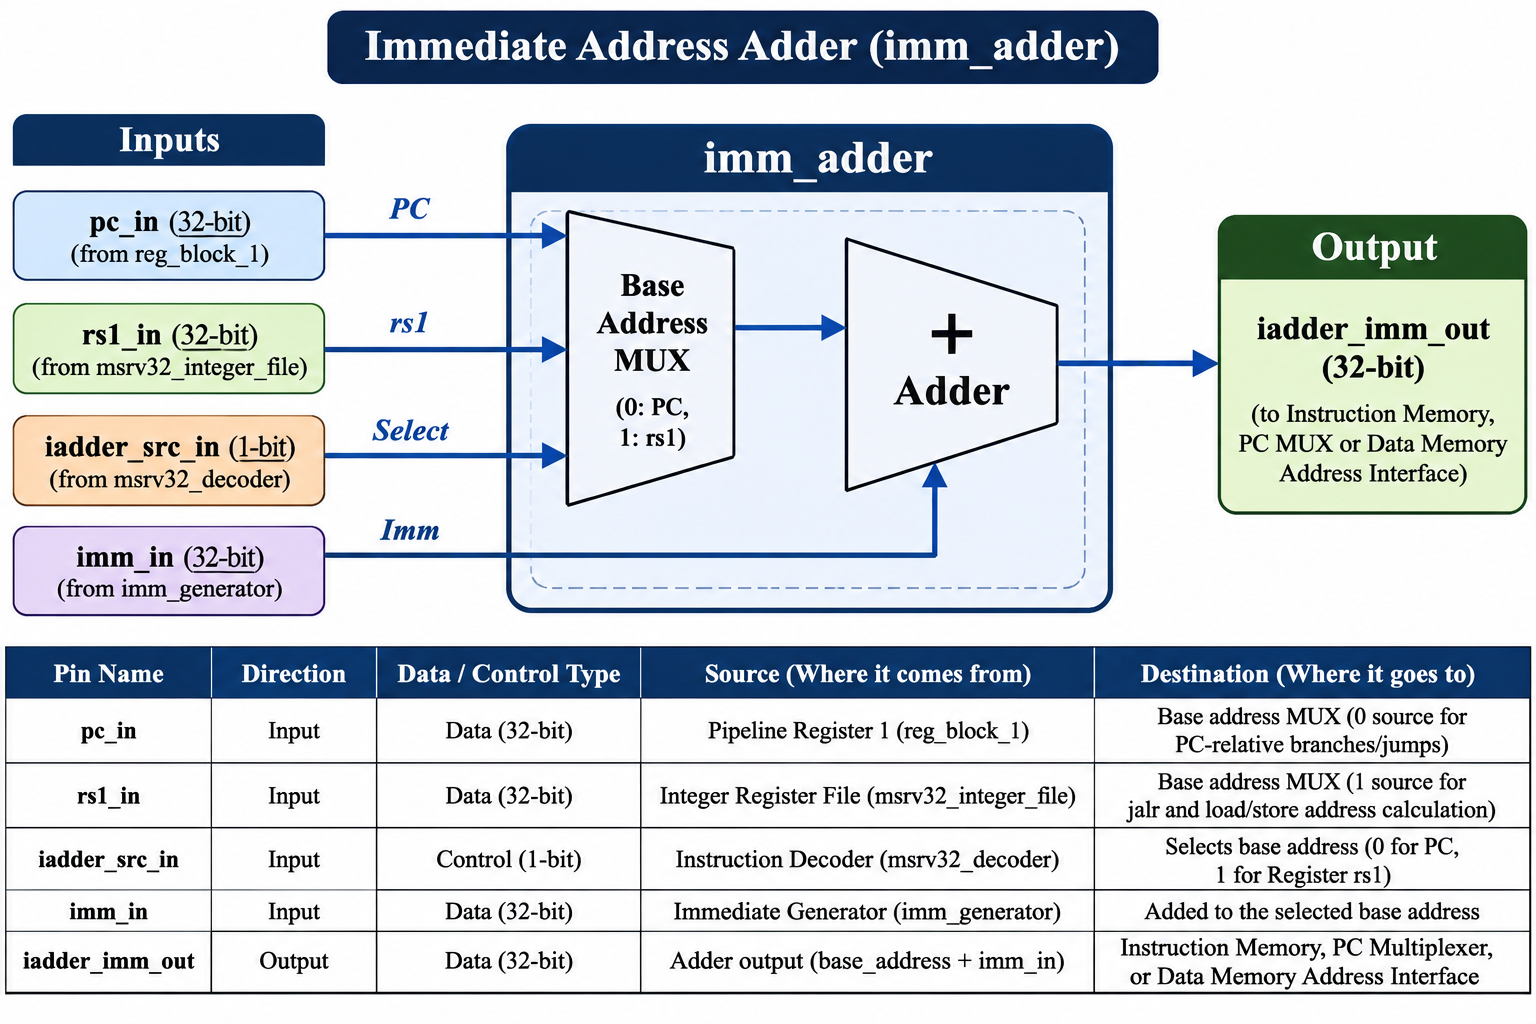 Immediate Address Adder (imm_adder)
Inputs
pc_in (32-bit)
(from reg_block_1)
rs1_in (32-bit)
(from msrv32_integer_file)
iadder_src_in (1-bit)
(from msrv32_decoder)
imm_in (32-bit)
(from imm_generator)
PC
rs1
Select
Imm
imm_adder
Base
Address
MUX
(0: PC,
1: rs1)
+
Adder
Output
iadder_imm_out
(32-bit)
(to Instruction Memory,
PC MUX or Data Memory
Address Interface)
Pin Name Direction Data / Control Type Source (Where it comes from) Destination (Where it goes to)
pc_in Input Data (32-bit) Pipeline Register 1 (reg_block_1) Base address MUX (0 source for
PC-relative branches/jumps)
rs1_in Input Data (32-bit) Integer Register File (msrv32_integer_file) Base address MUX (1 source for
jalr and load/store address calculation)
iadder_src_in Input Control (1-bit) Instruction Decoder (msrv32_decoder) Selects base address (0 for PC,
1 for Register rs1)
imm_in Input Data (32-bit) Immediate Generator (imm_generator) Added to the selected base address
iadder_imm_out Output Data (32-bit) Adder output (base_address + imm_in) Instruction Memory, PC Multiplexer,
or Data Memory Address Interface